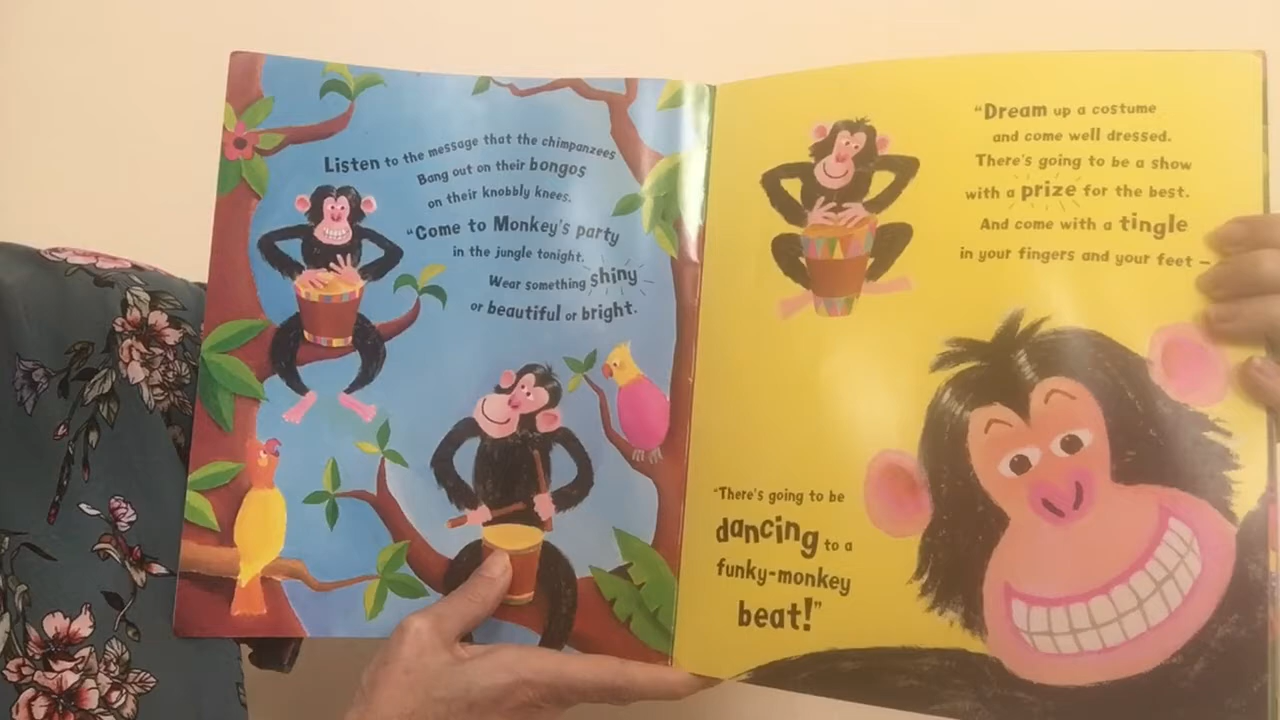 Listen to the message that the chimpanzees
Bang out on their bongos
on their knobbly knees.
"Come to Monkey's party
in the jungle tonight.
Wear something shiny
or beautiful or bright.
"Dream up a costume
and come well dressed.
There's going to be a show
with a prize for the best.
And come with a tingle
in your fingers and your feet –
"There's going to be
dancing to a
funky-monkey
beat!"